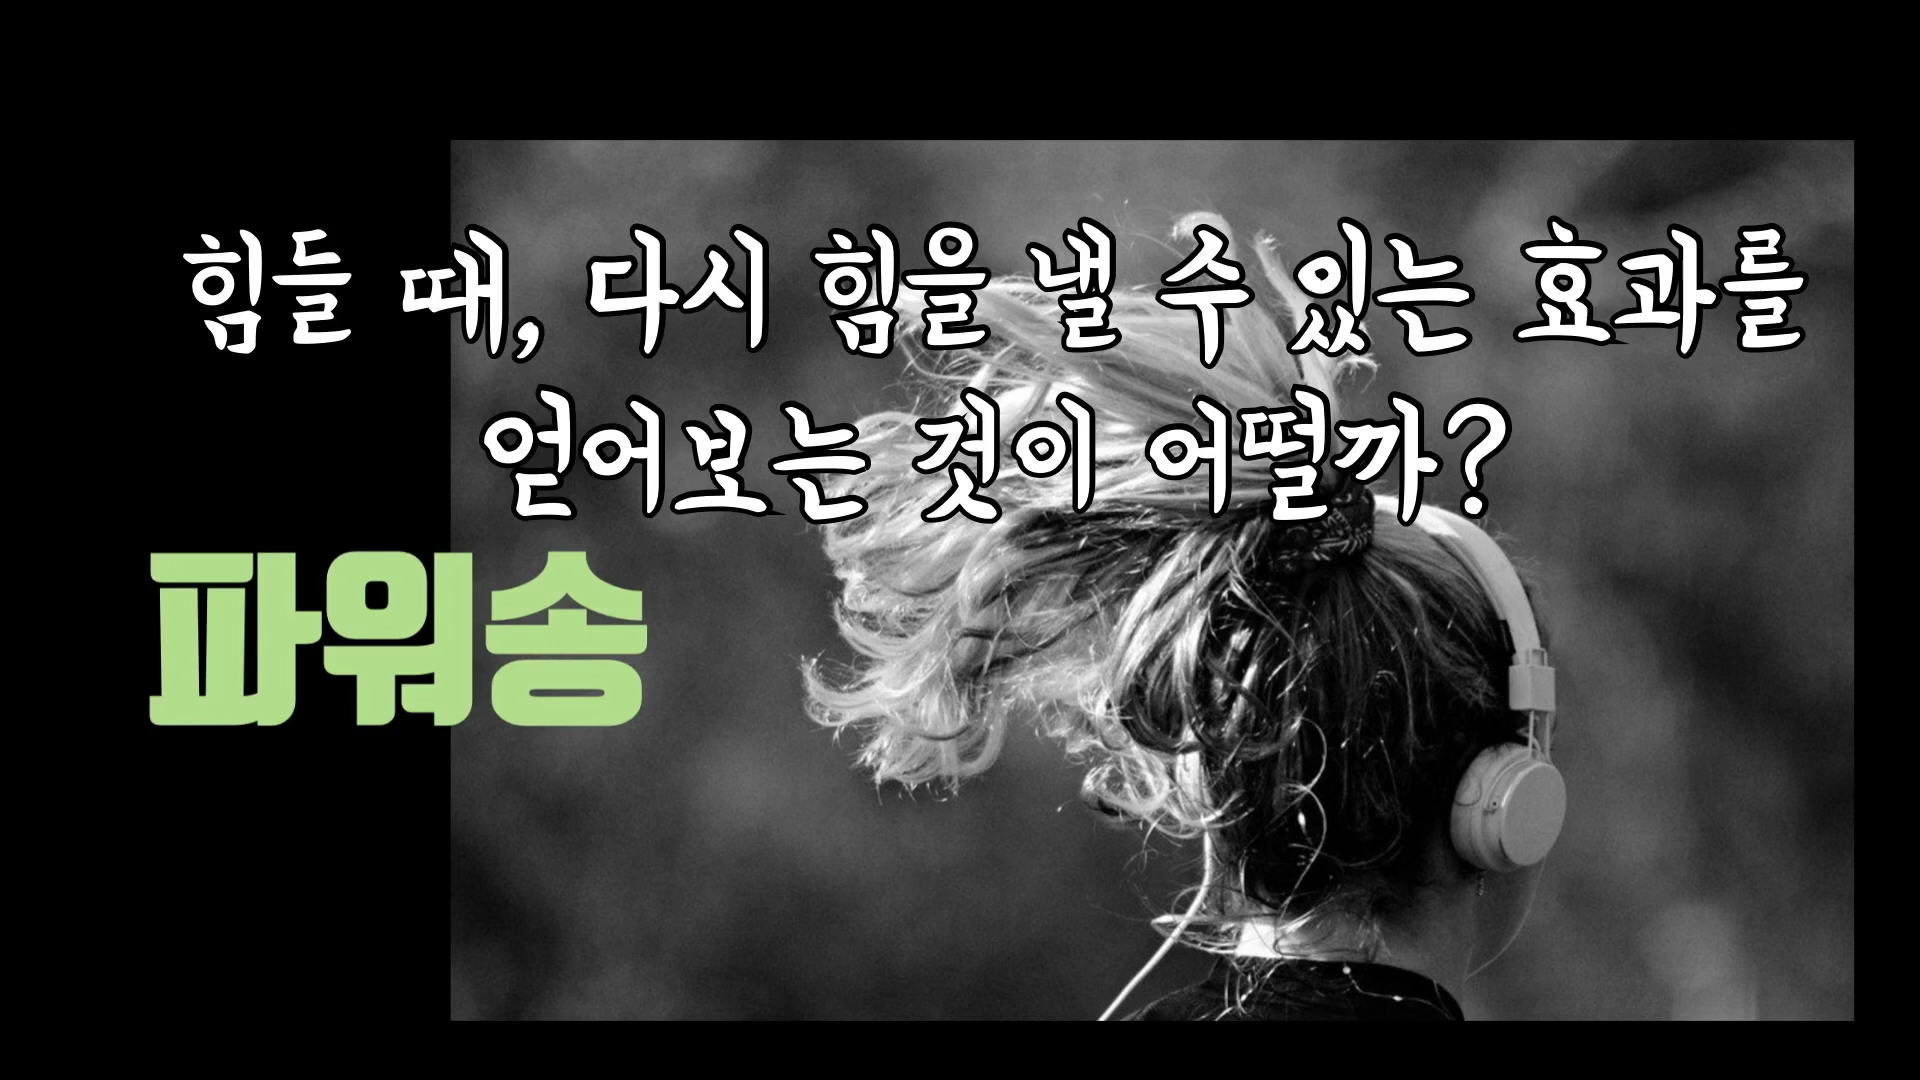 힘들 때, 다시 힘을 낼 수 있는 효과를
얻어보는 것이 어떨까?
파워송